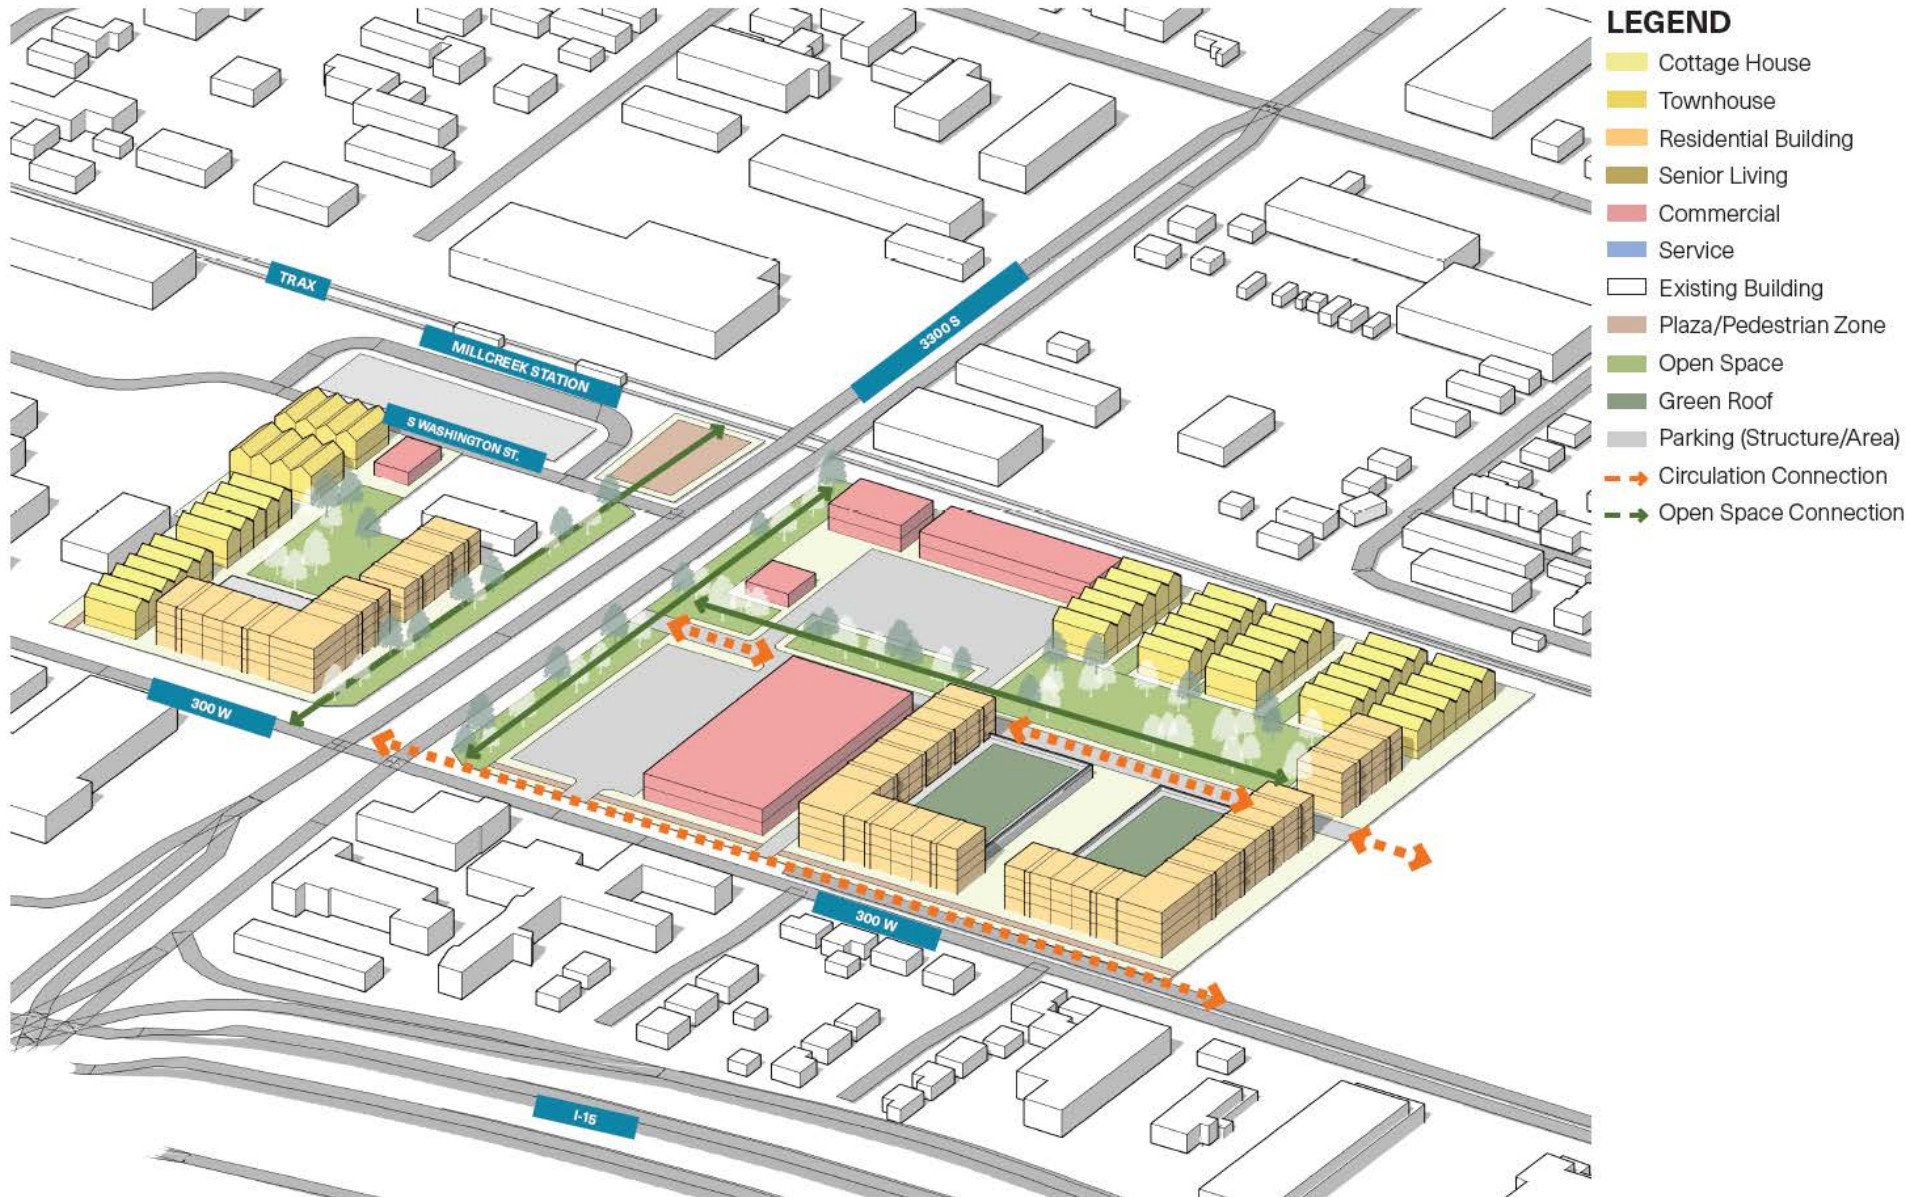 LEGEND
Cottage House
Townhouse
Residential Building
Senior Living
Commercial
Service
Existing Building
Plaza/Pedestrian Zone
Open Space
Green Roof
Parking (Structure/Area)
Circulation Connection
Open Space Connection
TRAX
MILLCREEK STATION
3300 S
S WASHINGTON ST.
300 W
300 W
I-15